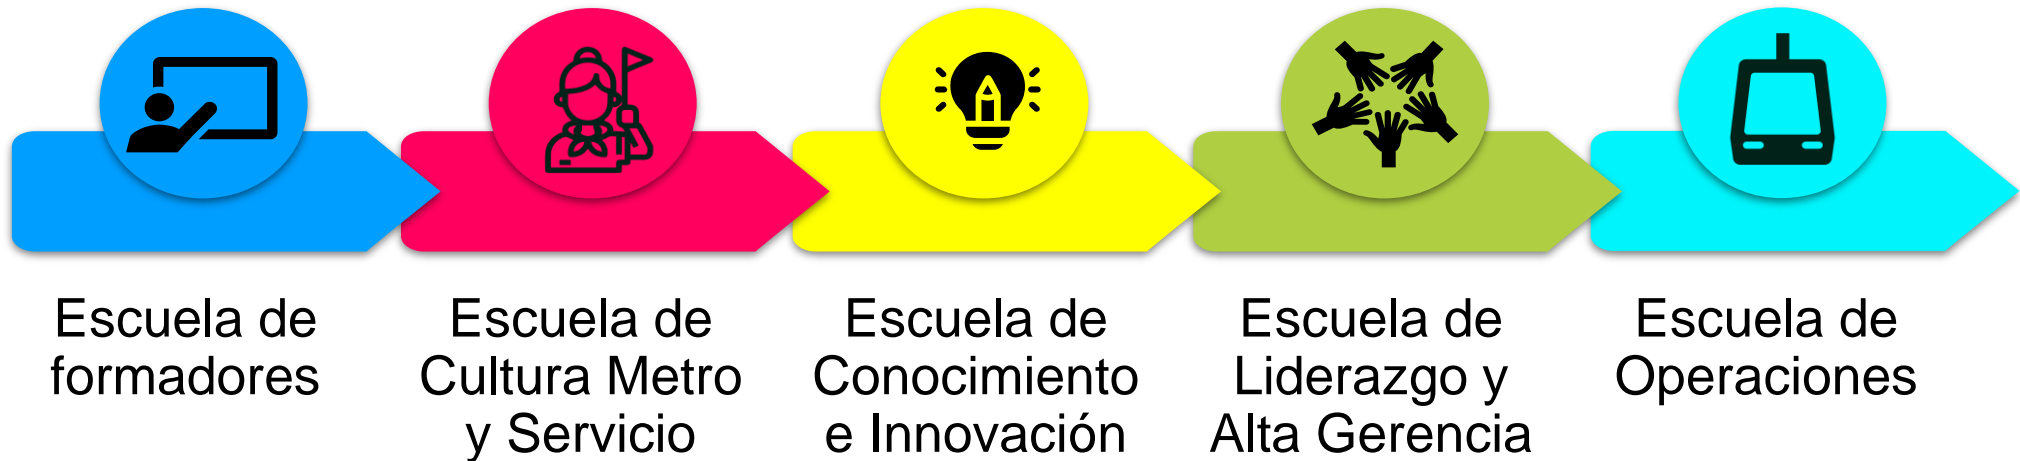 Escuela de
formadores
Escuela de
Cultura Metro
y Servicio
Escuela de
Conocimiento
e Innovación
Escuela de
Liderazgo y
Alta Gerencia
Escuela de
Operaciones